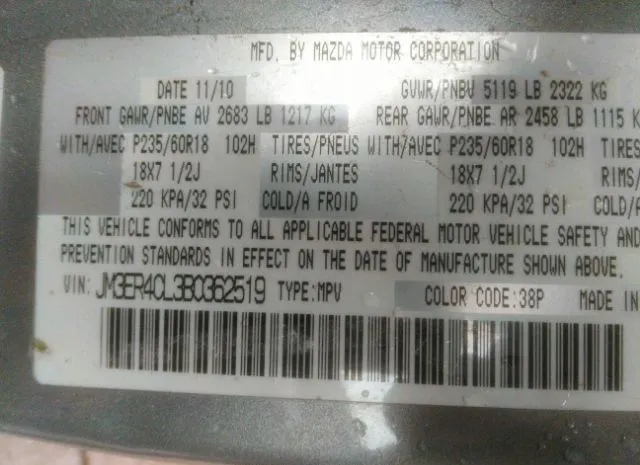 MFD. BY MAZDA MOTOR CORPORATION
DATE 11/10 GVWR/PNBV 5119 LB 2322 KG
FRONT GAWR/PNBE AV 2683 LB 1217 KG REAR GAWR/PNBE AR 2458 LB 1115 K
WITH/AVEC P235/60R18 102H TIRES/PNEUS WITH/AVEC P235/60R18 102H TIRES
18X7 1/2J RIMS/JANTES 18X7 1/2J RIMS/
220 KPA/32 PSI COLD/A FROID 220 KPA/32 PSI COLD/
THIS VEHICLE CONFORMS TO ALL APPLICABLE FEDERAL MOTOR VEHICLE SAFETY AND
PREVENTION STANDARDS IN EFFECT ON THE DATE OF MANUFACTURE SHOWN ABOVE.
VIN: JM3ER4CL3B0362519 TYPE:MPV COLOR CODE:38P MADE IN